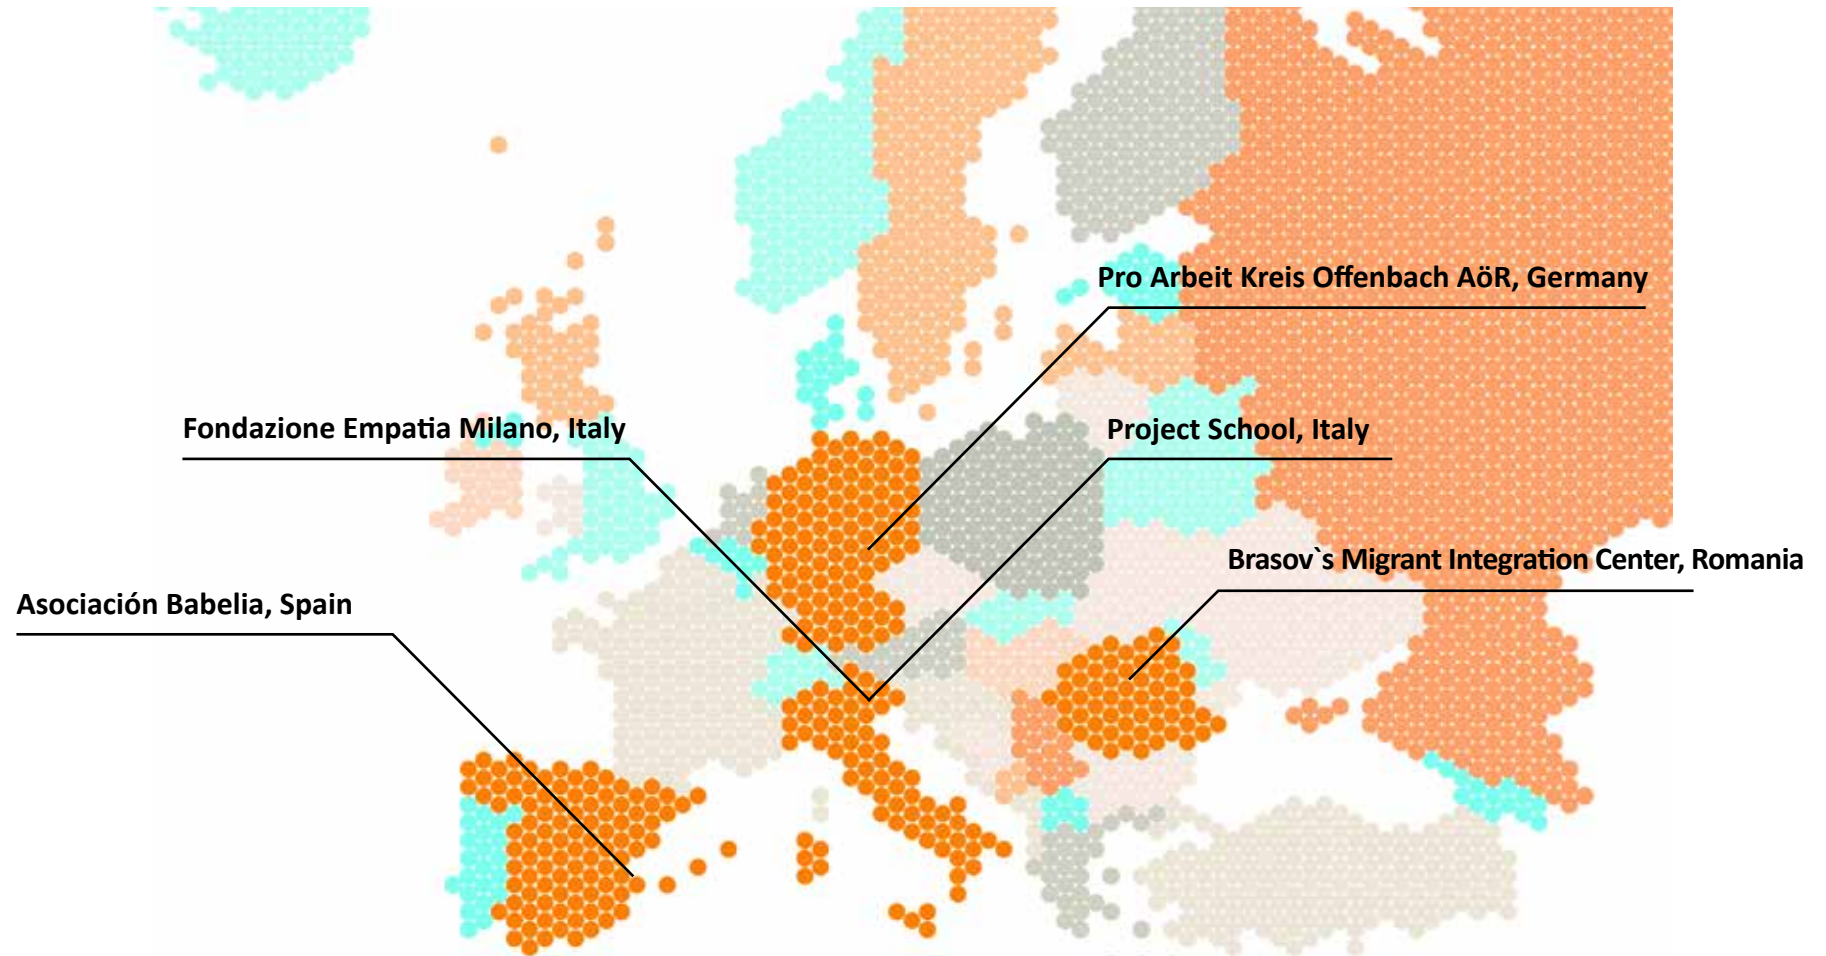 Pro Arbeit Kreis Offenbach AöR, Germany
Fondazione Empatia Milano, Italy
Project School, Italy
Brasov`s Migrant Integration Center, Romania
Asociación Babelia, Spain